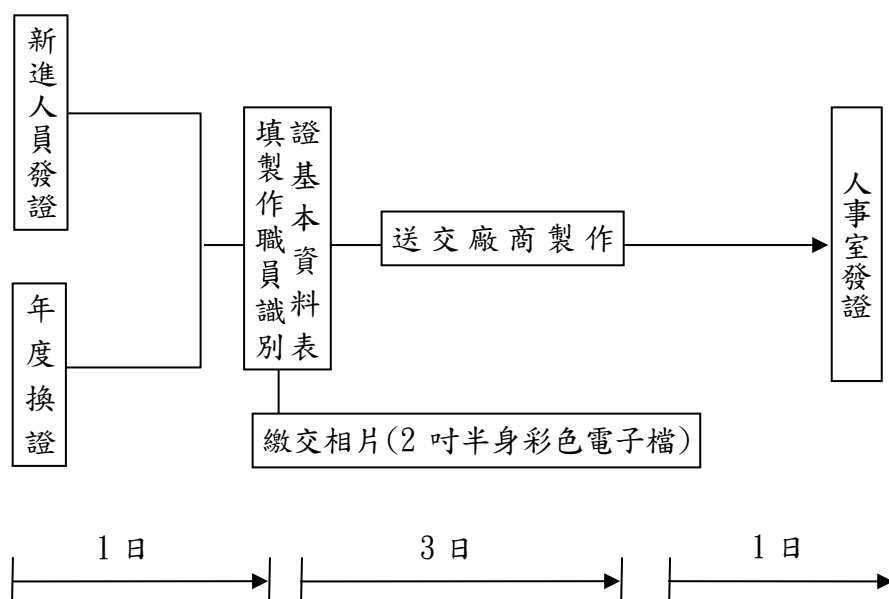 新進人員發證
年度換證
填製作職員識別
證基本資料表
送交廠商製作
人事室發證
繳交相片(2 吋半身彩色電子檔)
1 日
3 日
1 日